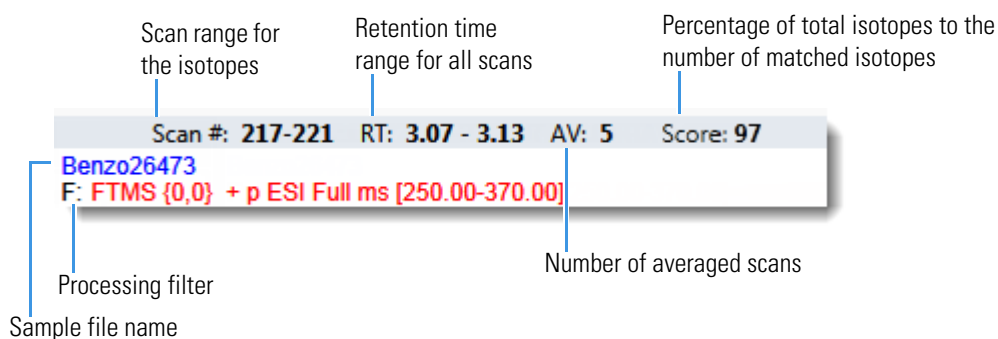 Scan range for
the isotopes
Retention time
range for all scans
Percentage of total isotopes to the
number of matched isotopes
Scan #: 217-221 RT: 3.07 - 3.13 AV: 5 Score: 97
Benzo26473
F: FTMS {0,0} + p ESI Full ms [250.00-370.00]
Number of averaged scans
Processing filter
Sample file name